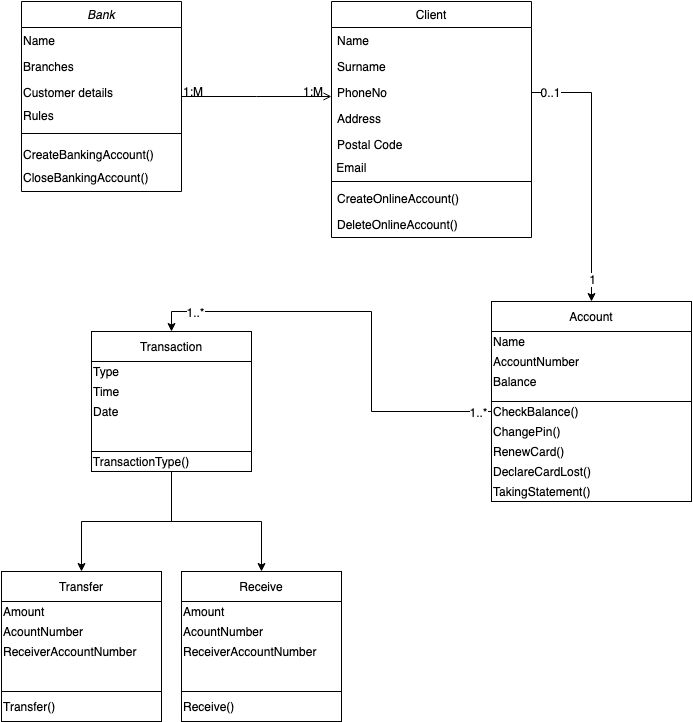 Bank
Name
Branches
Customer details
Rules
CreateBankingAccount()
CloseBankingAccount()
1:M
1:M
Client
Name
Surname
PhoneNo
Address
Postal Code
Email
CreateOnlineAccount()
DeleteOnlineAccount()
0..1
1
Account
Name
AccountNumber
Balance
CheckBalance()
ChangePin()
RenewCard()
DeclareCardLost()
TakingStatement()
1..*
1..*
Transaction
Type
Time
Date
TransactionType()
Transfer
Amount
AcountNumber
ReceiverAccountNumber
Transfer()
Receive
Amount
AcountNumber
ReceiverAccountNumber
Receive()